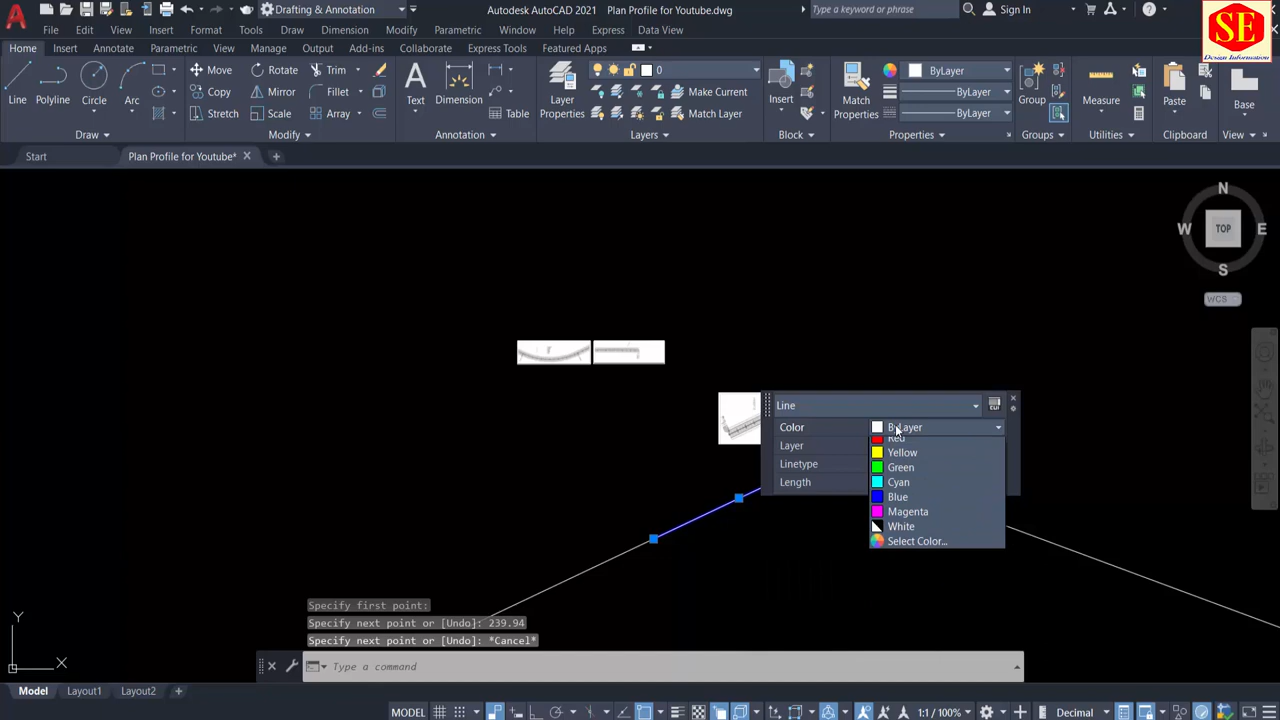 Drafting & Annotation
Autodesk AutoCAD 2021 Plan Profile for Youtube.dwg
Type a keyword or phrase
Sign In
SE
Design Information
File Edit View Insert Format Tools Draw Dimension Modify Parametric Window Help Express Data View
Home Insert Annotate Parametric View Manage Output Add-ins Collaborate Express Tools Featured Apps
Line
Polyline
Circle
Arc
Draw
Move Rotate Trim
Copy Mirror Fillet
Stretch Scale Array
Modify
Text
Dimension
Table
Annotation
Layer
Properties
0
Make Current
Match Layer
Layers
Insert
Block
Match
Properties
ByLayer
ByLayer
ByLayer
Properties
Group
Groups
Measure
Utilities
Paste
Clipboard
Base
View
Start
Plan Profile for Youtube*
N
W TOP E
S
WCS
Line
Color ByLayer
Layer Red
Linetype Yellow
Length Green
Cyan
Blue
Magenta
White
Select Color...
Specify first point:
Specify next point or [Undo]: 239.94
Specify next point or [Undo]: *Cancel*
Type a command
Y
X
Model Layout1 Layout2
MODEL
1:1 / 100%
Decimal